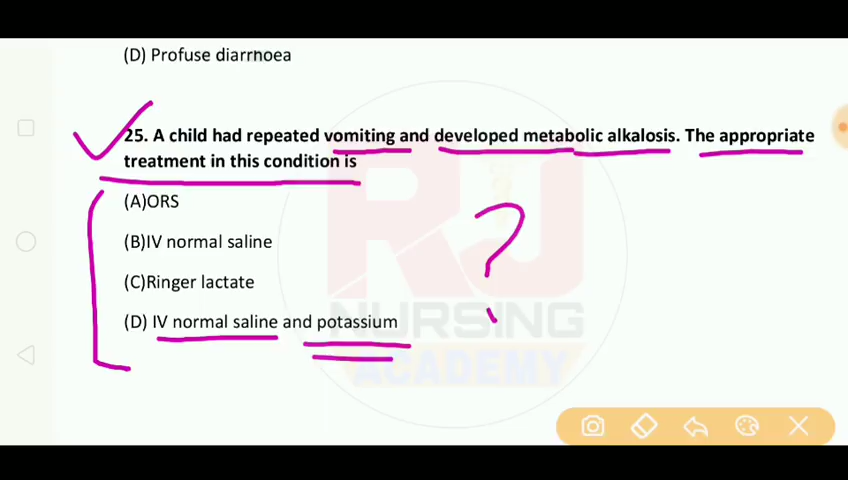 (D) Profuse diarrnoea
25. A child had repeated vomiting and developed metabolic alkalosis. The appropriate
treatment in this condition is
(A)ORS
(B)IV normal saline
(C)Ringer lactate
(D) IV normal saline and potassium
?
RJ
NURSING
ACADEMY